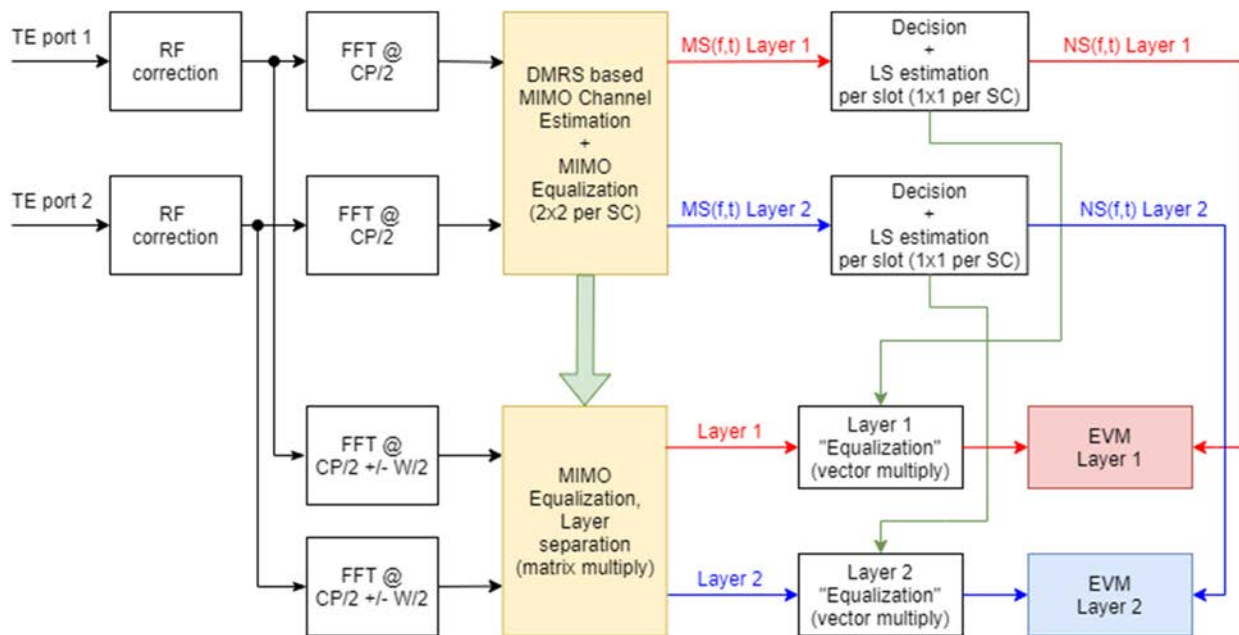 TE port 1
RF
correction
FFT @
CP/2
DMRS based
MIMO Channel
Estimation
+
MIMO
Equalization
(2x2 per SC)
MS(f,t) Layer 1
Decision
+
LS estimation
per slot (1x1 per SC)
NS(f,t) Layer 1
TE port 2
RF
correction
FFT @
CP/2
MS(f,t) Layer 2
Decision
+
LS estimation
per slot (1x1 per SC)
NS(f,t) Layer 2
FFT @
CP/2 +/- W/2
MIMO
Equalization,
Layer
separation
(matrix multiply)
Layer 1
Layer 1
"Equalization"
(vector multiply)
EVM
Layer 1
FFT @
CP/2 +/- W/2
Layer 2
Layer 2
"Equalization"
(vector multiply)
EVM
Layer 2